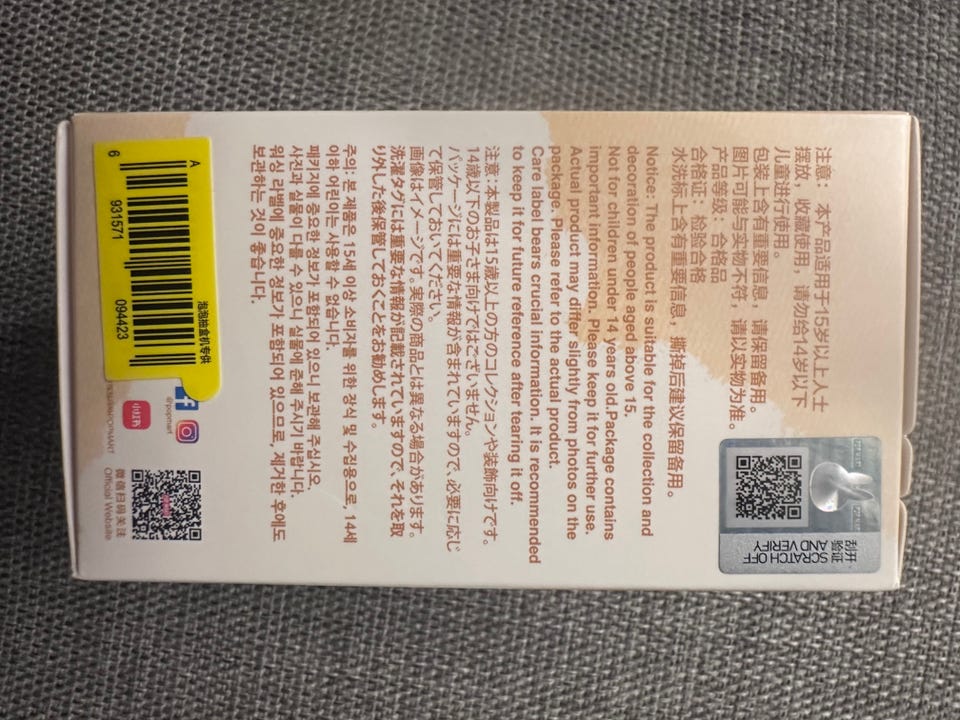 注意：本产品适用于15岁以上人士
摆放，收藏使用，请勿给14岁以下
儿童进行使用。
包装上含有重要信息，请保留备用。
图片可能与实物不符，请以实物为准。
产品等级：合格品
合格证：检验合格
水洗标上含有重要信息，撕掉后建议保留备用。
Notice: The product is suitable for the collection and
decoration of people aged above 15.
Not for children under 14 years old.Package contains
important information. Please keep it for further use.
Actual product may differ slightly from photos on the
package. Please refer to the actual product.
Care label bears crucial information. It is recommended
to keep it for future reference after tearing it off.
注意:本製品は15歳以上の方のコレクションや装飾向けです。
14歳以下のお子さま向けではございません。
パッケージには重要な情報が含まれていますので、必要に応じ
て保管しておいてください。
画像はイメージです。実際の商品とは異なる場合があります。
洗濯タグには重要な情報が記載されていますので、それを取
り外した後保管しておくことをお勧めします。
주의: 본 제품은 15세 이상 소비자를 위한 장식 및 수집용으로, 14세
이하 어린이는 사용할 수 없습니다.
패키지에 중요한 정보가 포함되어 있으니 보관해 주십시오.
사진과 실물이 다를 수 있으니 실물에 준해 주시기 바랍니다.
워싱 라벨에 중요한 정보가 포함되어 있으므로, 제거한 후에도
보관하는 것이 좋습니다.
刮开
验证
SCRATCH OFF
AND VERIFY
泡泡抽盒机专供
A
6 931571 094423
@popmart
小红书
微信扫码关注
Official Website